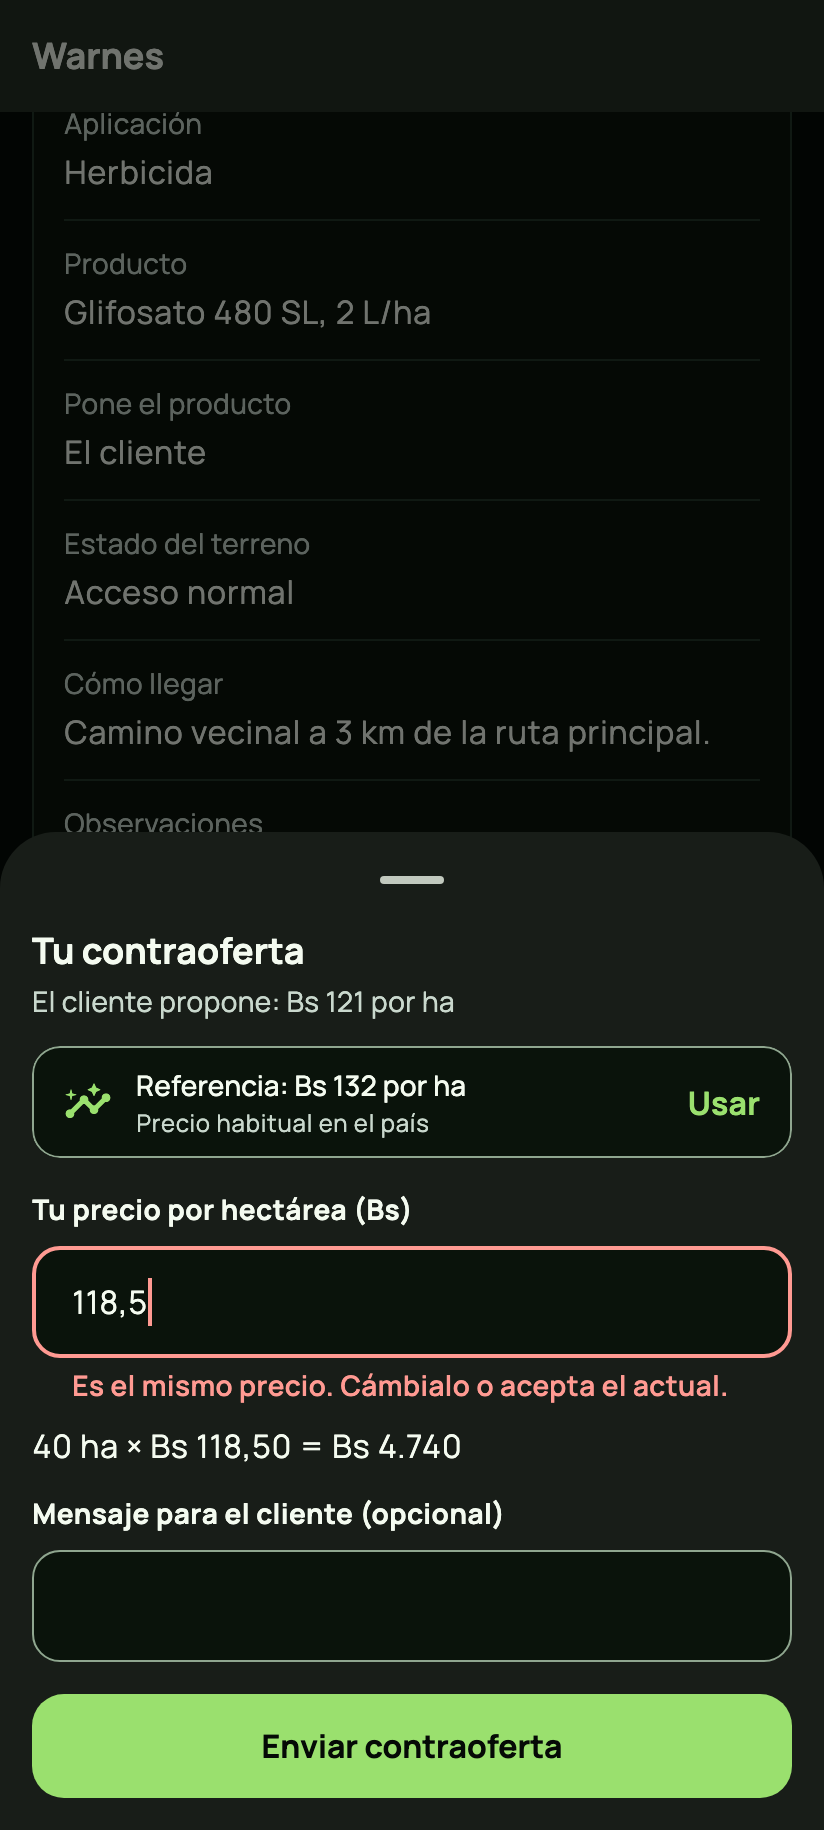 Warnes
Aplicación
Herbicida
Producto
Glifosato 480 SL, 2 L/ha
Pone el producto
El cliente
Estado del terreno
Acceso normal
Cómo llegar
Camino vecinal a 3 km de la ruta principal.
Observaciones
Tu contraoferta
El cliente propone: Bs 121 por ha
Referencia: Bs 132 por ha
Precio habitual en el país
Usar
Tu precio por hectárea (Bs)
118,5
Es el mismo precio. Cámbialo o acepta el actual.
40 ha × Bs 118,50 = Bs 4.740
Mensaje para el cliente (opcional)
Enviar contraoferta